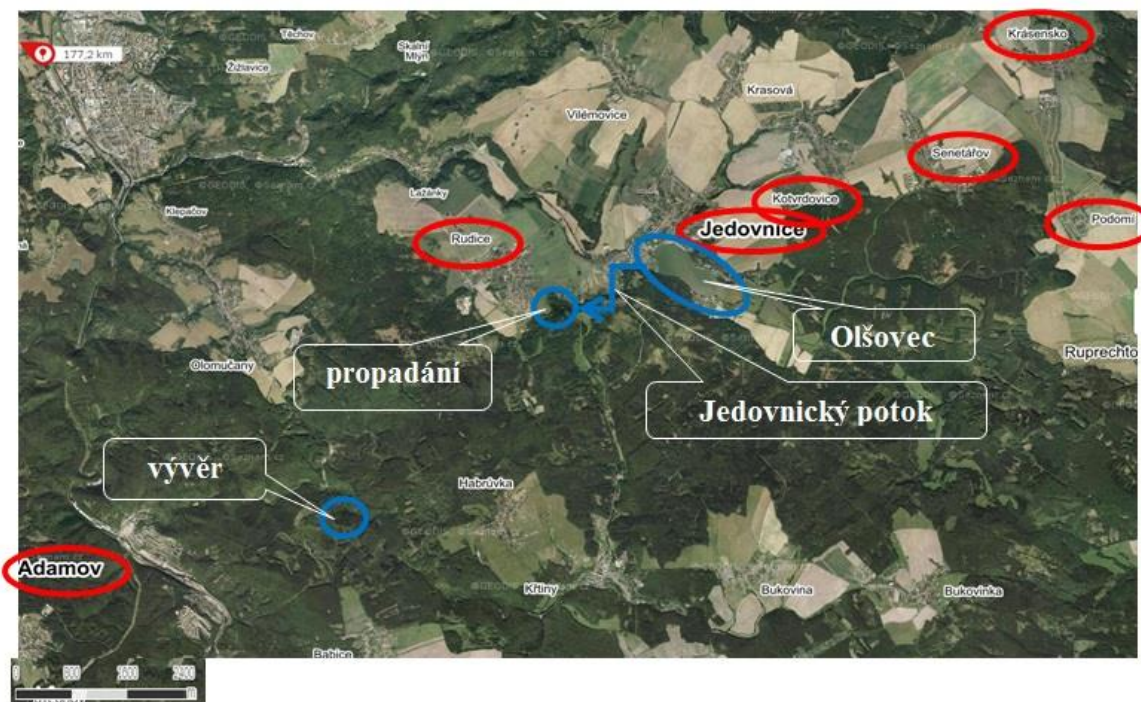 Těchov
Krásensko
177,2 km
Skalní
Mlýn
Žižlavice
Krasová
Vilémovice
Senetářov
Lažánky
Kotvrdovice
Klepačov
Podomí
Jedovnice
Rudice
Olšovec
Ruprechto
Olomučany
propadání
Jedovnický potok
vývěr
Habrůvka
Adamov
Křtiny
Bukovina
Bukovinka
Babice
0 800 1600 2400
m